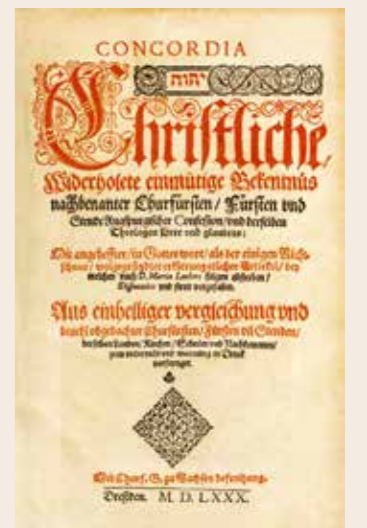 CONCORDIA
יהוה
Christliche,
Widerholete einmütige Bekentnüs
nachbenanter Churfürsten / Fürsten vnd
Stende Augspurgischer Confession / vnd derselben
Theologen lere vnd glaubens:
Mit angeheffter / in Gottes wort / als der einigen Richt-
schnur / wolgegründter erklerung etlicher Artickel / bey
welchen nach D. Martin Luthers seligen absterben /
Disputation vnd streit vorgefallen.
Aus einhelliger vergleichung vnd
beuehl obgedachter Churfürsten / Fürsten vnd Stenden /
derselben Landen / Kirchen / Schulen vnd Nachkommen /
zum vnterricht vnd warnung in Druck
vorfertiget.
Mit Churf. G. zu Sachsen befreihung.
Dreßden. M. D. LXXX.